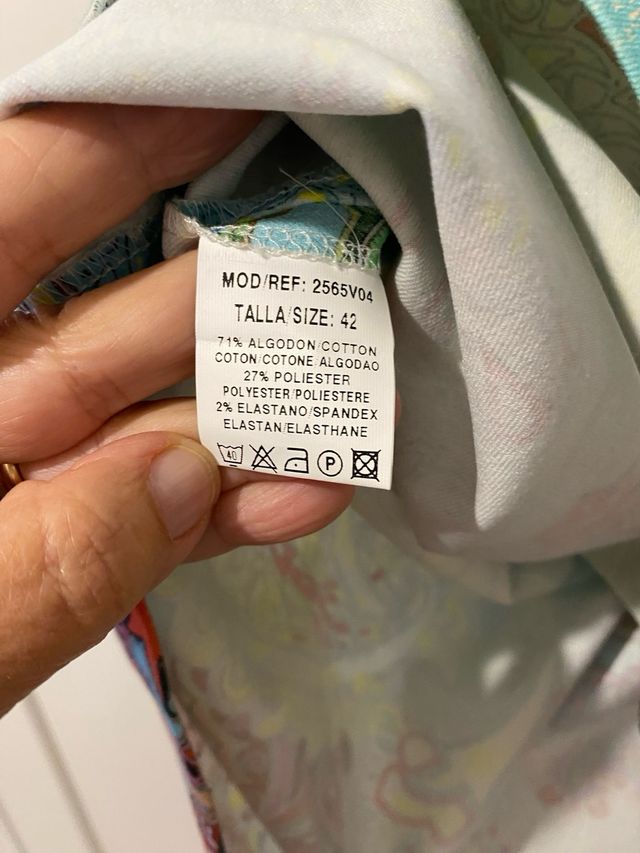 MOD/REF: 2565V04
TALLA/SIZE: 42
71% ALGODON/COTTON
COTON/COTONE/ALGODAO
27% POLIESTER
POLYESTER/POLIESTERE
2% ELASTANO/SPANDEX
ELASTAN/ELASTHANE
40 P